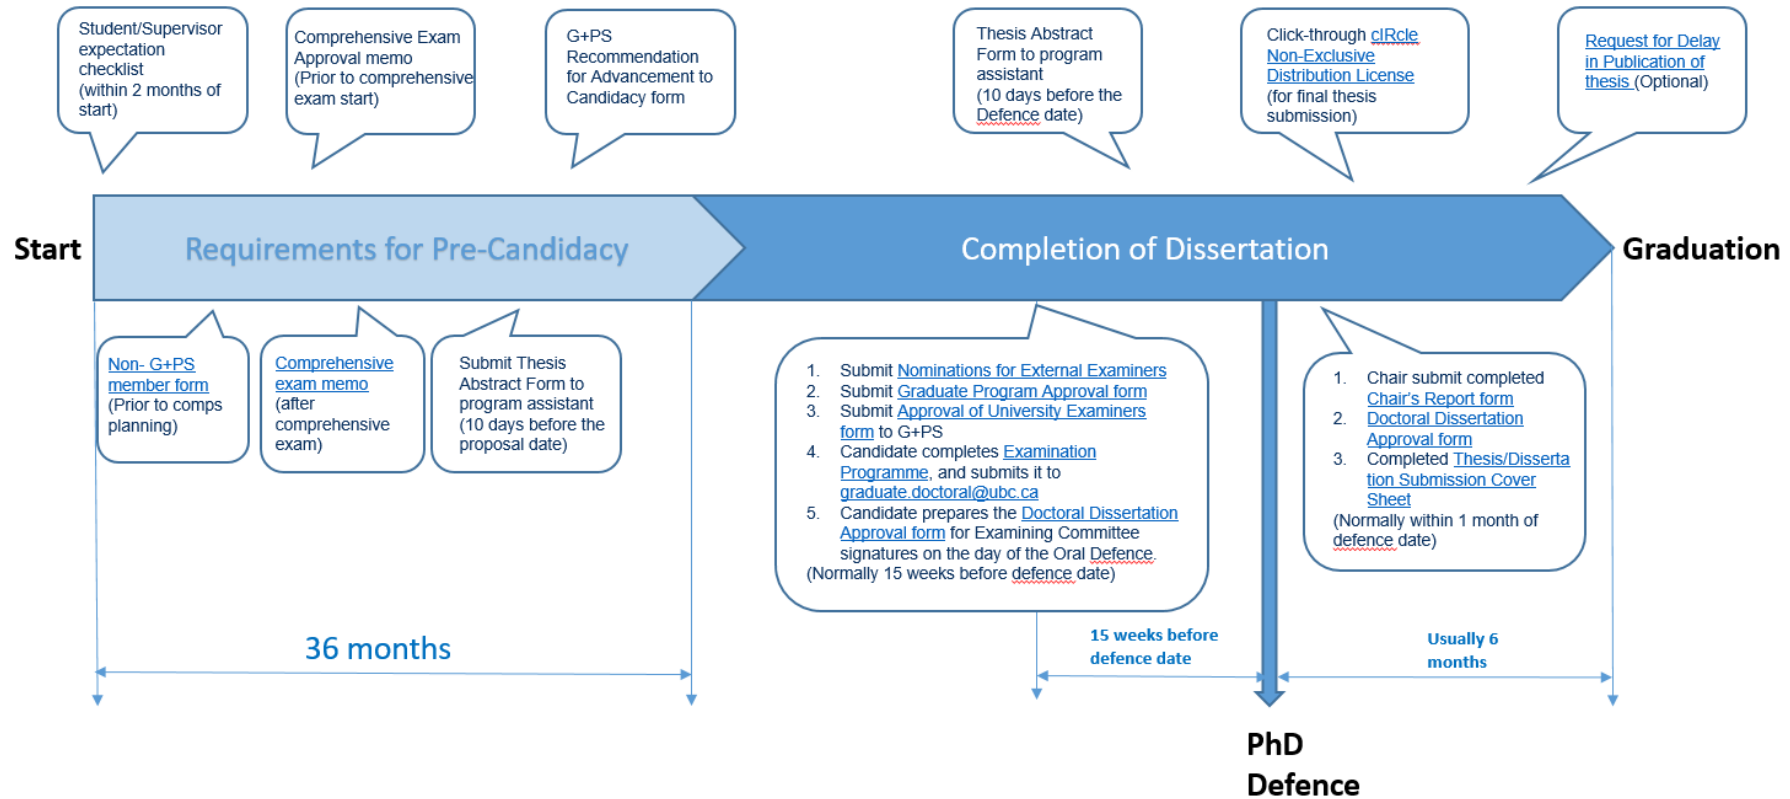 Student/Supervisor
expectation
checklist
(within 2 months of
start)
Comprehensive Exam
Approval memo
(Prior to comprehensive
exam start)
G+PS
Recommendation
for Advancement to
Candidacy form
Thesis Abstract
Form to program
assistant
(10 days before the
Defence date)
Click-through cIRcle
Non-Exclusive
Distribution License
(for final thesis
submission)
Request for Delay
in Publication of
thesis (Optional)
Start
Requirements for Pre-Candidacy
Completion of Dissertation
Graduation
Non- G+PS
member form
(Prior to comps
planning)
Comprehensive
exam memo
(after
comprehensive
exam)
Submit Thesis
Abstract Form to
program assistant
(10 days before the
proposal date)
1. Submit Nominations for External Examiners
2. Submit Graduate Program Approval form
3. Submit Approval of University Examiners
form to G+PS
4. Candidate completes Examination
Programme, and submits it to
graduate.doctoral@ubc.ca
5. Candidate prepares the Doctoral Dissertation
Approval form for Examining Committee
signatures on the day of the Oral Defence.
(Normally 15 weeks before defence date)
1. Chair submit completed
Chair's Report form
2. Doctoral Dissertation
Approval form
3. Completed Thesis/Disserta
tion Submission Cover
Sheet
(Normally within 1 month of
defence date)
36 months
15 weeks before
defence date
Usually 6
months
PhD
Defence